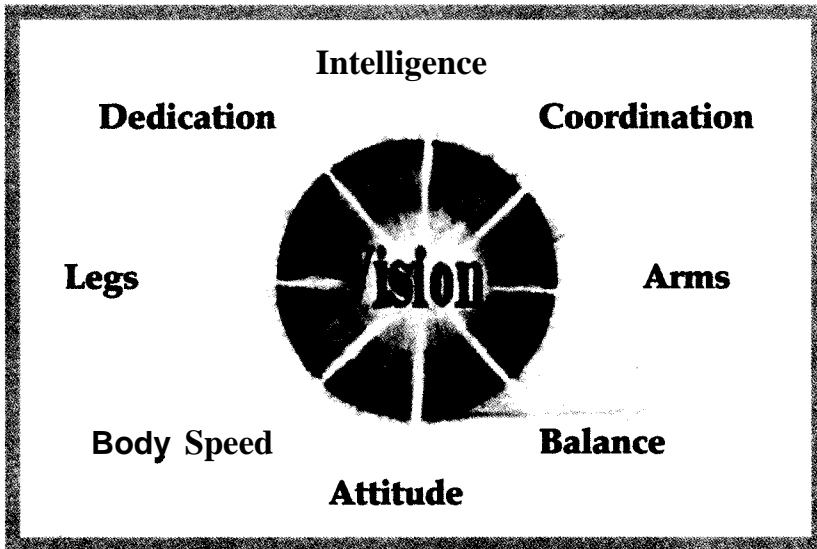 Intelligence
Dedication
Coordination
Vision
Legs
Arms
Body Speed
Balance
Attitude